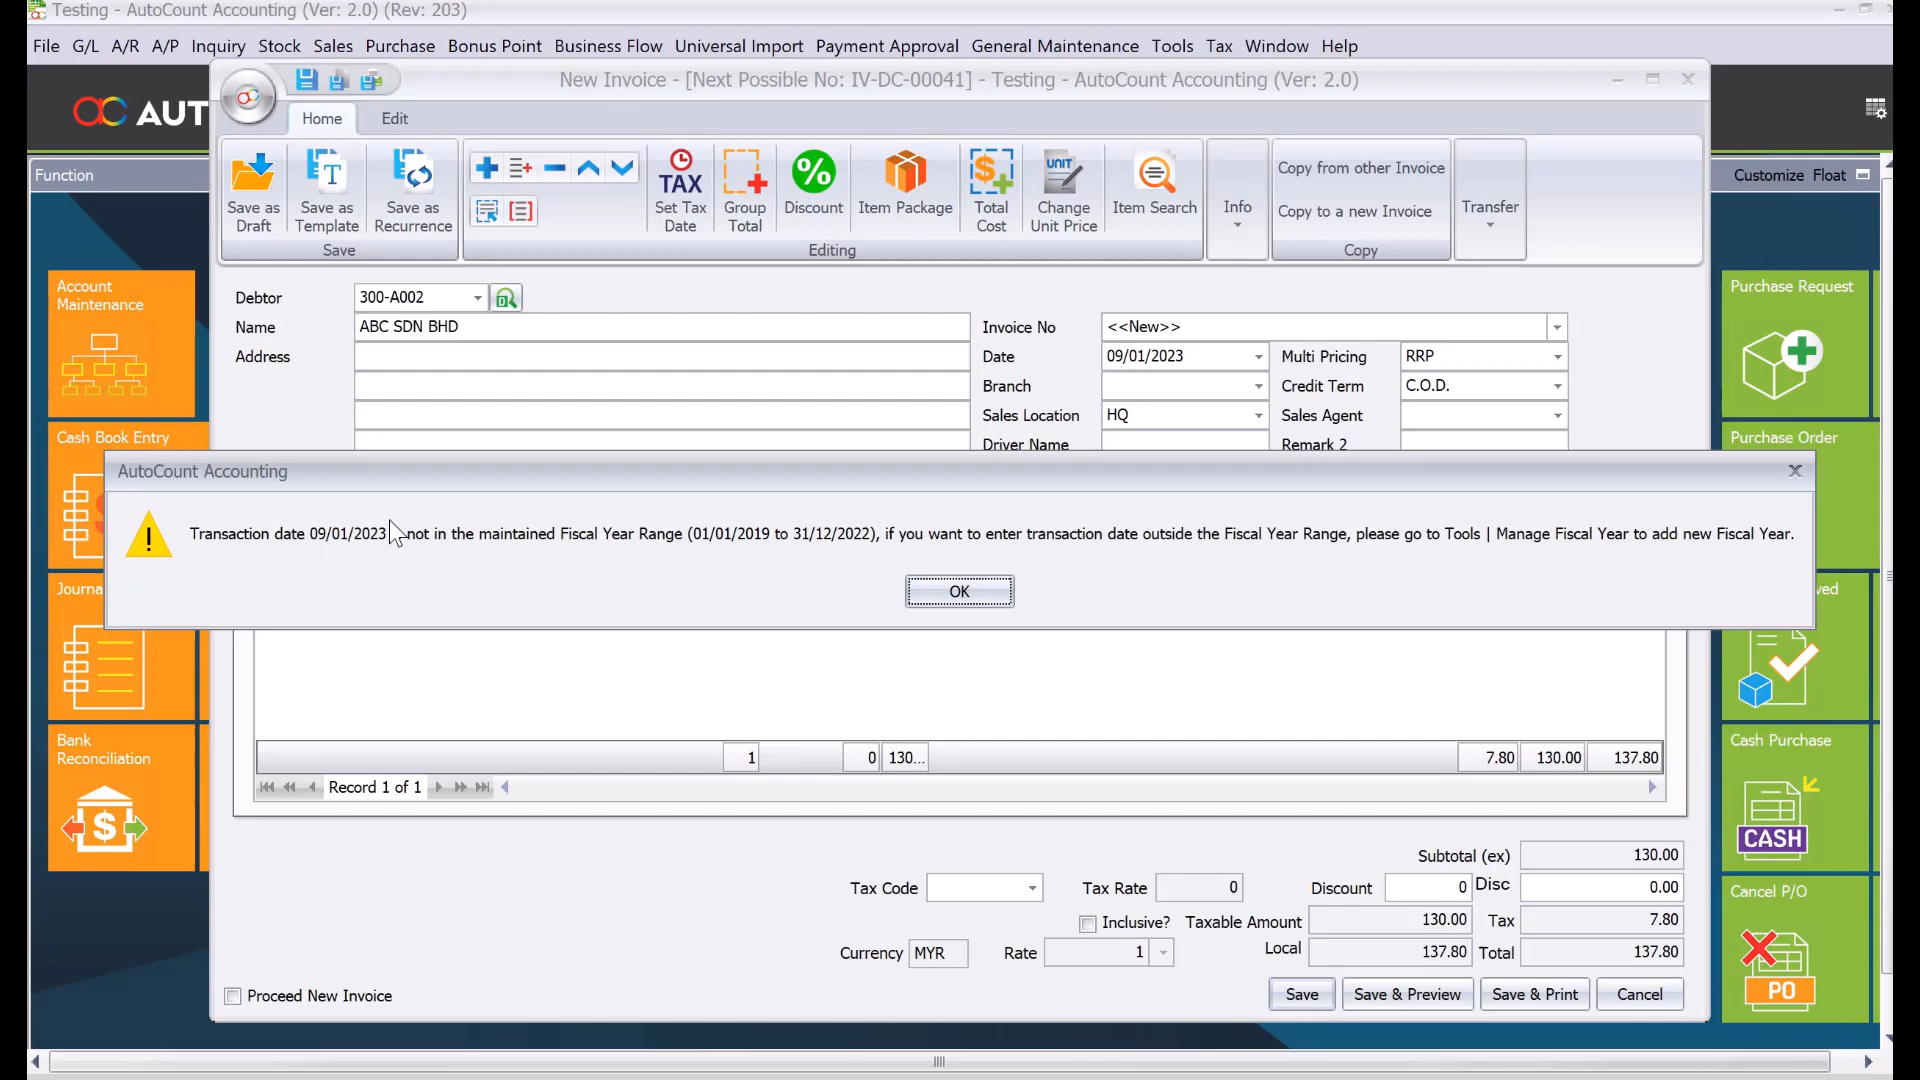 Testing - AutoCount Accounting (Ver: 2.0) (Rev: 203)
File G/L A/R A/P Inquiry Stock Sales Purchase Bonus Point Business Flow Universal Import Payment Approval General Maintenance Tools Tax Window Help
New Invoice - [Next Possible No: IV-DC-00041] - Testing - AutoCount Accounting (Ver: 2.0)
AUT
Home Edit
Function
Customize Float
Save as Draft
Save as Template
Save as Recurrence
Save
TAX
Set Tax Date
Group Total
Discount
Item Package
Total Cost
UNIT
Change Unit Price
Item Search
Editing
Info
Copy from other Invoice
Copy to a new Invoice
Copy
Transfer
Account Maintenance
Cash Book Entry
Journa
Bank Reconciliation
Purchase Request
Purchase Order
ved
Cash Purchase
CASH
Cancel P/O
PO
Debtor 300-A002
Name ABC SDN BHD
Address
Invoice No <<New>>
Date 09/01/2023 Multi Pricing RRP
Branch Credit Term C.O.D.
Sales Location HQ Sales Agent
Driver Name Remark 2
AutoCount Accounting
Transaction date 09/01/2023 not in the maintained Fiscal Year Range (01/01/2019 to 31/12/2022), if you want to enter transaction date outside the Fiscal Year Range, please go to Tools | Manage Fiscal Year to add new Fiscal Year.
OK
1 0 130... 7.80 130.00 137.80
Record 1 of 1
Subtotal (ex) 130.00
Tax Code Tax Rate 0 Discount 0 Disc 0.00
Inclusive? Taxable Amount 130.00 Tax 7.80
Currency MYR Rate 1 Local 137.80 Total 137.80
Proceed New Invoice
Save Save & Preview Save & Print Cancel